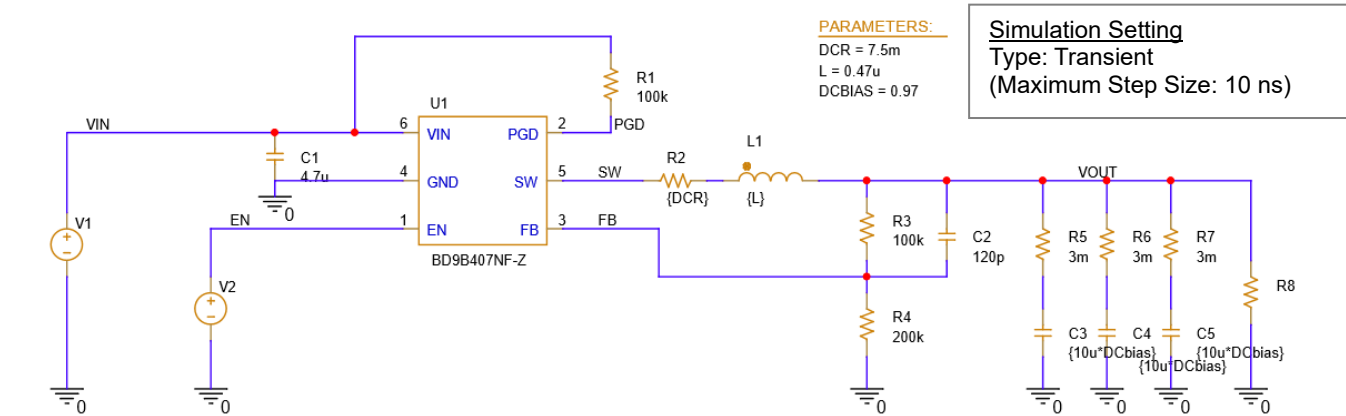 PARAMETERS:
DCR = 7.5m
L = 0.47u
DCBIAS = 0.97
Simulation Setting
Type: Transient
(Maximum Step Size: 10 ns)
R1
100k
U1
VIN
6
VIN
PGD
2
PGD
C1
4.7u
4
GND
SW
5
SW
R2
{DCR}
L1
{L}
VOUT
0
EN
1
EN
FB
3
FB
BD9B407NF-Z
V1
V2
R3
100k
C2
120p
R4
200k
R5
3m
R6
3m
R7
3m
R8
C3
{10u*DCbias}
C4
{10u*DCbias}
C5
{10u*DCbias}
0
0
0
0
0
0
0